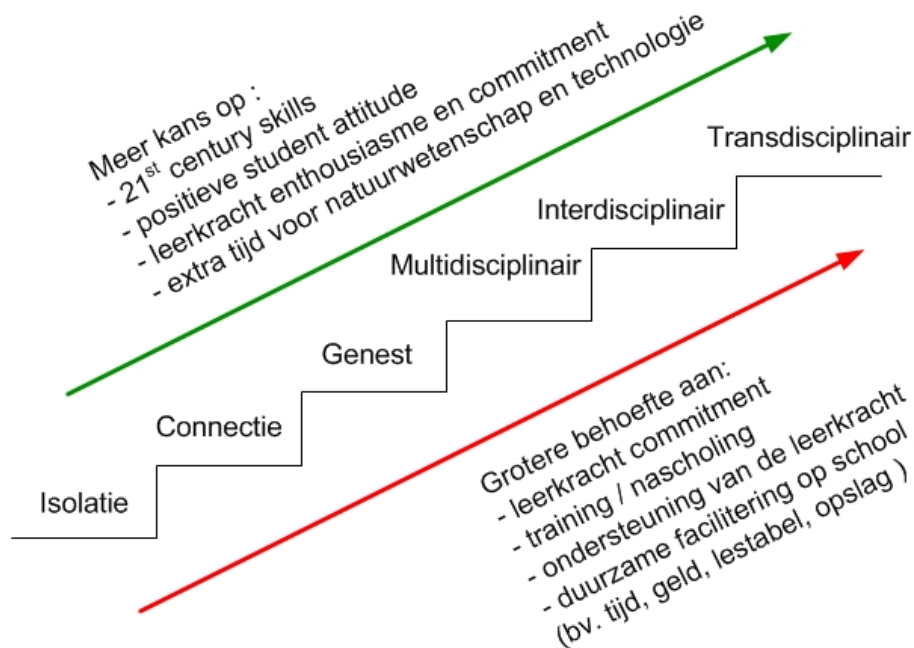 Meer kans op :
- 21st century skills
- positieve student attitude
- leerkracht enthousiasme en commitment
- extra tijd voor natuurwetenschap en technologie
Transdisciplinair
Interdisciplinair
Multidisciplinair
Genest
Connectie
Isolatie
Grotere behoefte aan:
- leerkracht commitment
- training / nascholing
- ondersteuning van de leerkracht
- duurzame facilitering op school
(bv. tijd, geld, lestabel, opslag )